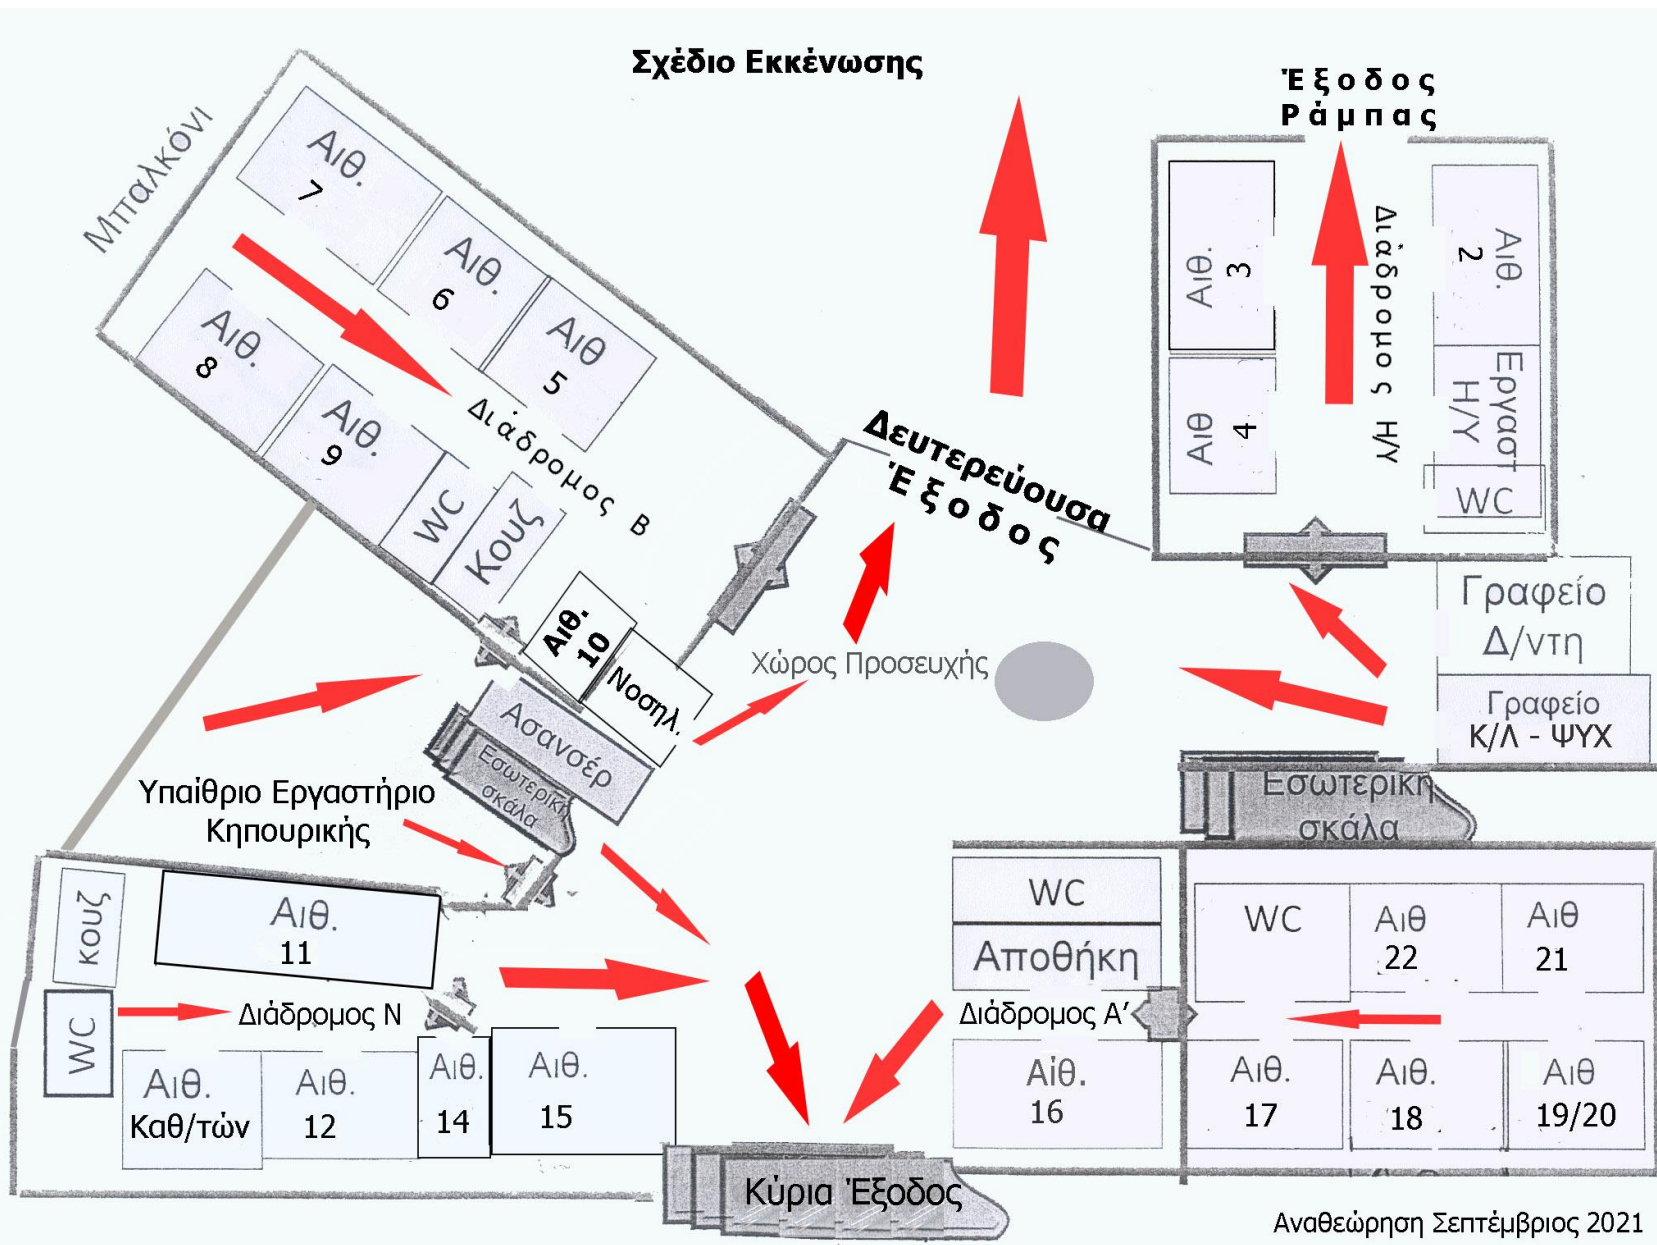 Σχέδιο Εκκένωσης
Έξοδος
Ράμπας
Μπαλκόνι
Αιθ.
7
Αιθ.
6
Αιθ
5
Αιθ.
8
Αιθ.
9
WC
Κουζ
Διάδρομος Β
Αιθ.
10
Νοσηλ.
Ασανσέρ
Εσωτερική
σκάλα
Δευτερεύουσα
Έξοδος
Χώρος Προσευχής
Αιθ.
3
Αιθ
4
Διάδρομος Η/Υ
Αιθ.
2
Εργαστ
Η/Υ
WC
Γραφείο
Δ/ντη
Γραφείο
Κ/Λ - ΨΥΧ
Εσωτερική
σκάλα
Υπαίθριο Εργαστήριο
Κηπουρικής
κουζ
Αιθ.
11
WC
Διάδρομος Ν
Αιθ.
Καθ/τών
Αιθ.
12
Αιθ.
14
Αιθ.
15
WC
Αποθήκη
Διάδρομος Α’
Αίθ.
16
WC
Αιθ
22
Αιθ
21
Αιθ.
17
Αιθ.
18
Αιθ
19/20
Κύρια Έξοδος
Αναθεώρηση Σεπτέμβριος 2021